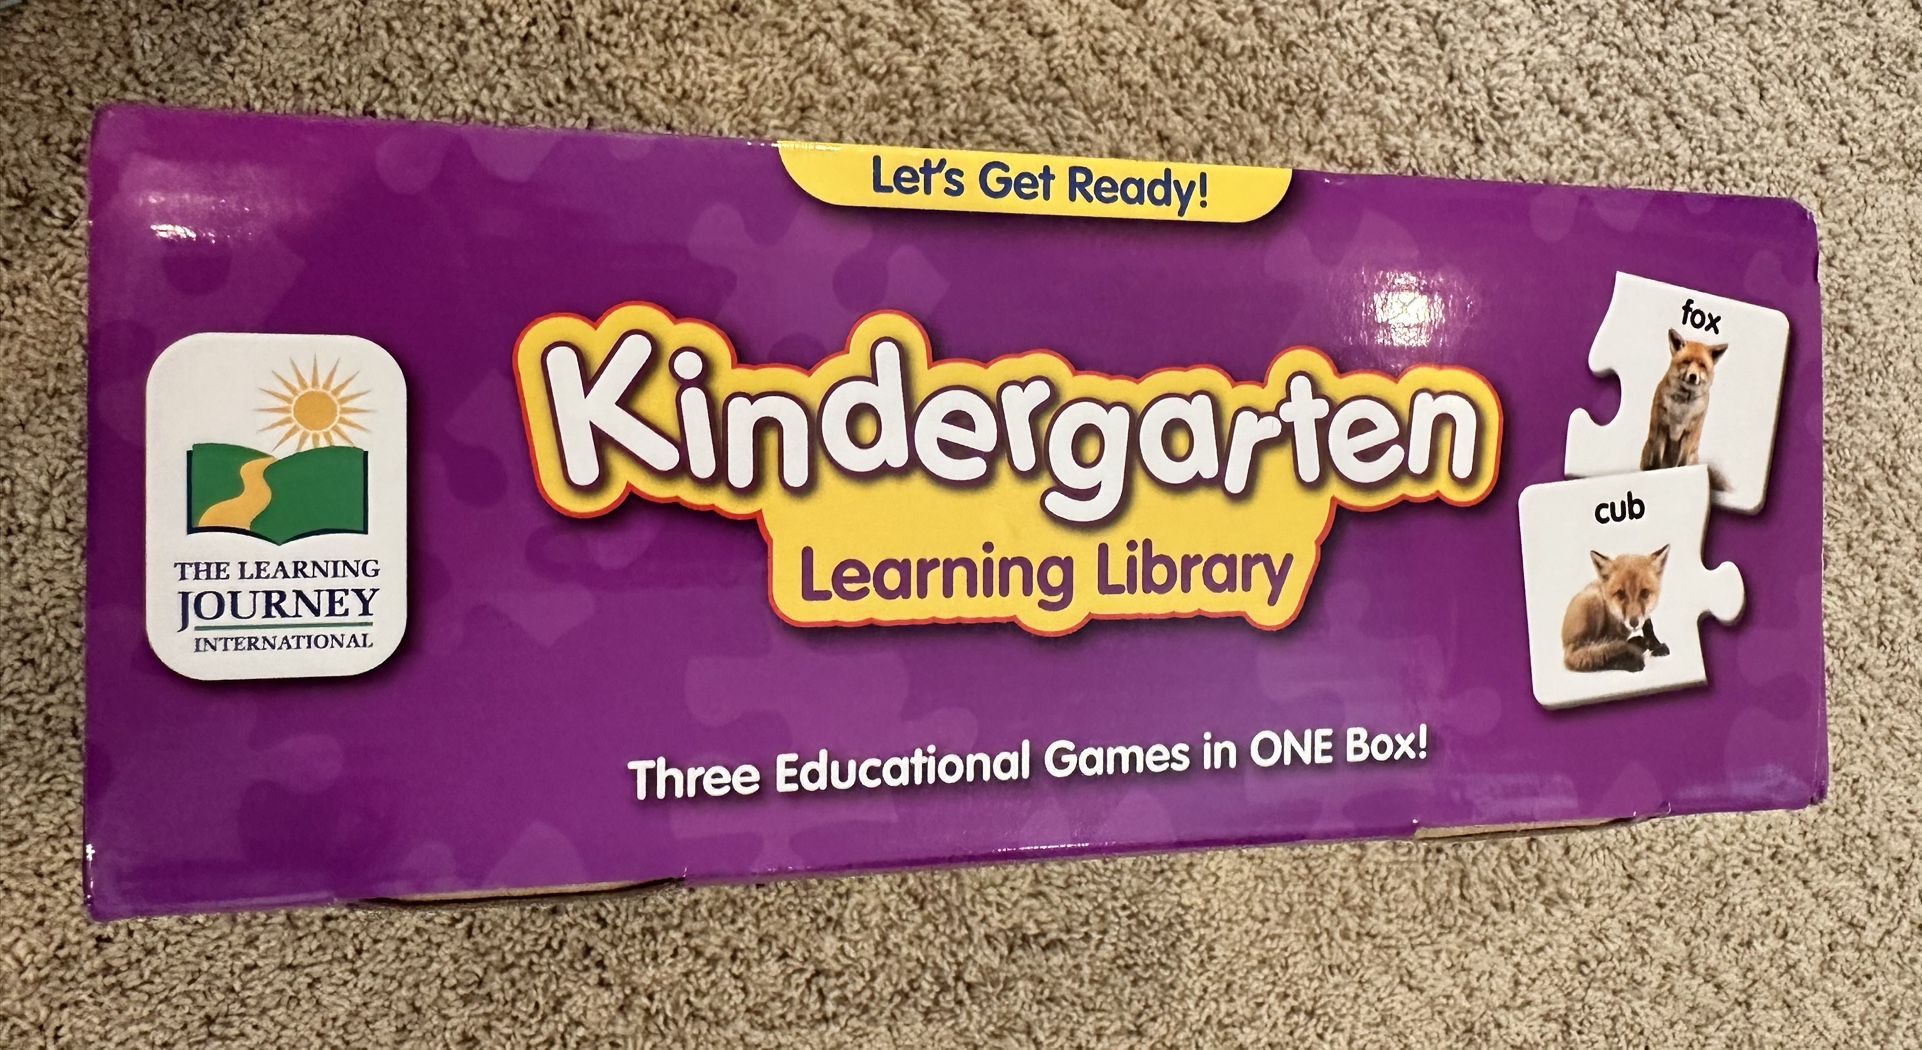 Let's Get Ready!
Kindergarten
Learning Library
THE LEARNING
JOURNEY
INTERNATIONAL
fox
cub
Three Educational Games in ONE Box!